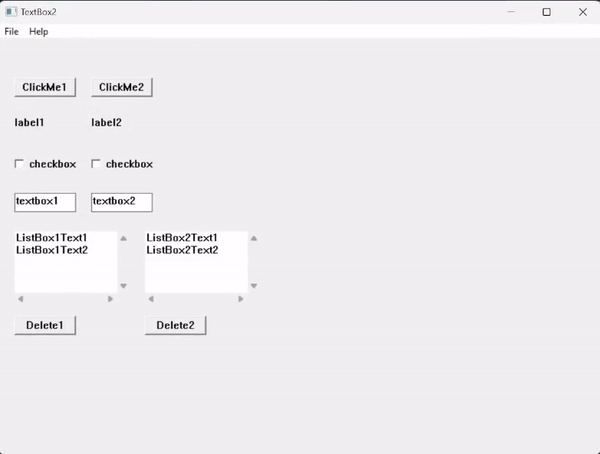 TextBox2
File Help
ClickMe1 ClickMe2
label1 label2
checkbox checkbox
textbox1 textbox2
ListBox1Text1 ListBox2Text1
ListBox1Text2 ListBox2Text2
Delete1 Delete2